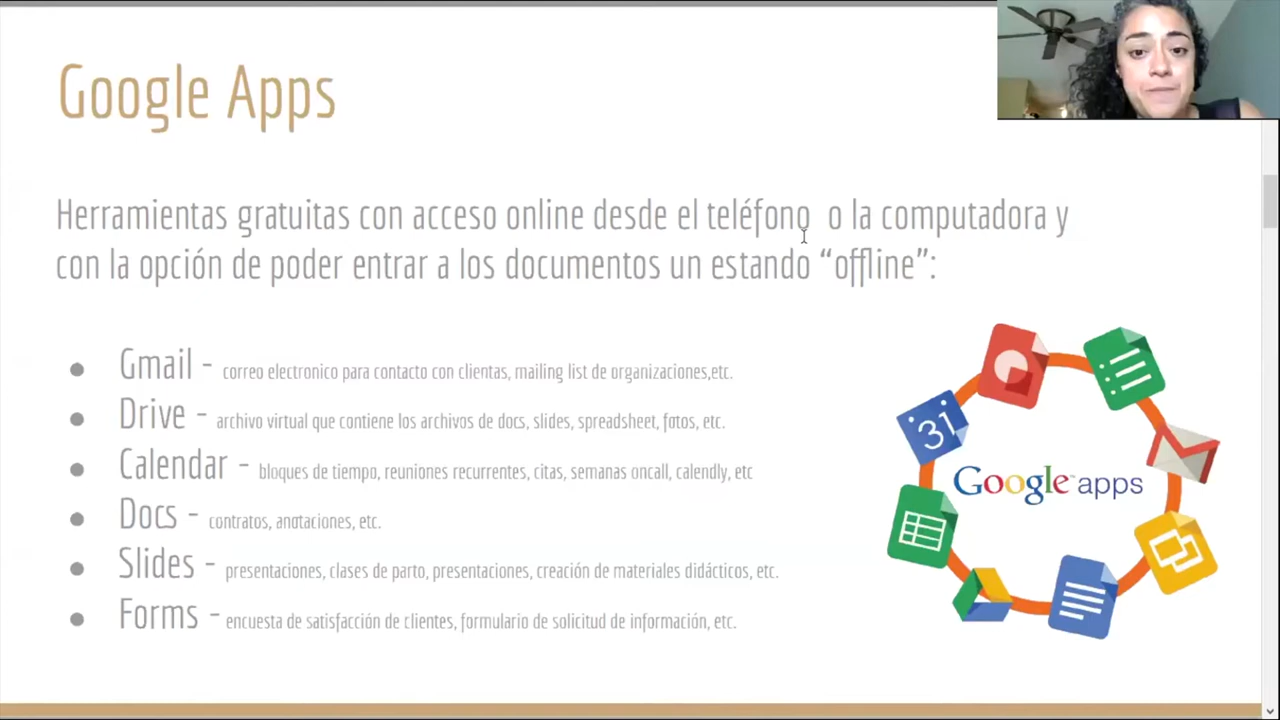 Google Apps
Herramientas gratuitas con acceso online desde el teléfono o la computadora y
con la opción de poder entrar a los documentos un estando “offline”:
● Gmail - correo electronico para contacto con clientas, mailing list de organizaciones,etc.
● Drive - archivo virtual que contiene los archivos de docs, slides, spreadsheet, fotos, etc.
● Calendar - bloques de tiempo, reuniones recurrentes, citas, semanas oncall, calendly, etc
● Docs - contratos, anotaciones, etc.
● Slides - presentaciones, clases de parto, presentaciones, creación de materiales didácticos, etc.
● Forms - encuesta de satisfacción de clientes, formulario de solicitud de información, etc.
31
Google™ apps